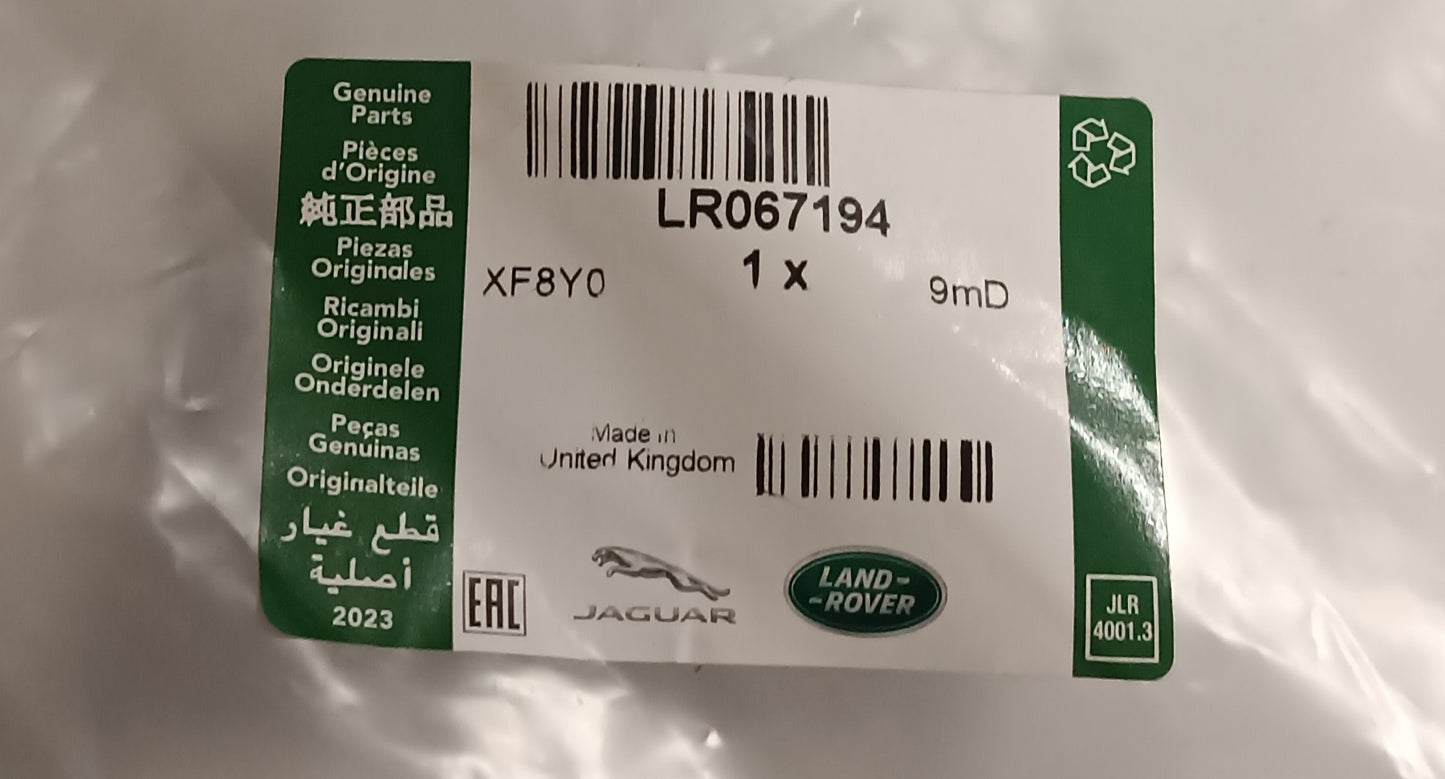 Genuine
Parts
Pièces
d'Origine
純正部品
Piezas
Originales
Ricambi
Originali
Originele
Onderdelen
Peças
Genuinas
Originalteile
قطع غيار
أصلية
2023
LR067194
XF8Y0
1 x
9mD
Made in
United Kingdom
EAC
JAGUAR
LAND-
-ROVER
JLR
4001.3